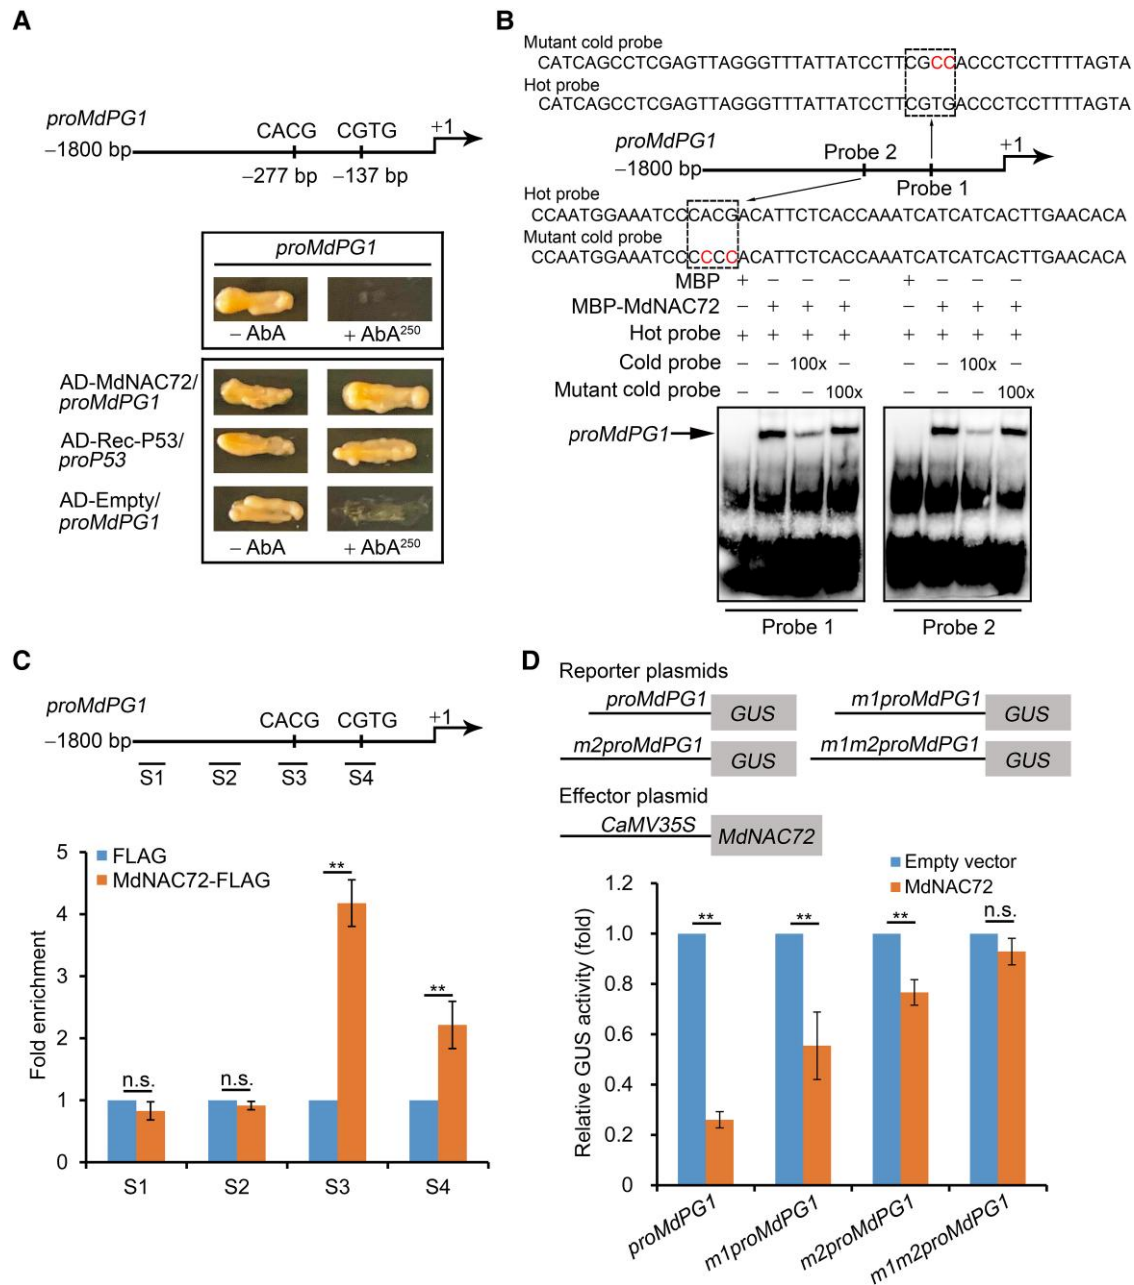 A
proMdPG1
CACG
CGTG
+1
−1800 bp
−277 bp
−137 bp
proMdPG1
− AbA
+ AbA250
AD-MdNAC72/
proMdPG1
AD-Rec-P53/
proP53
AD-Empty/
proMdPG1
− AbA
+ AbA250
B
Mutant cold probe
CATCAGCCTCGAGTTAGGGTTTATTATCCTTCGCCACCCTCCTTTTAGTA
Hot probe
CATCAGCCTCGAGTTAGGGTTTATTATCCTTCGTGACCCTCCTTTTAGTA
proMdPG1
−1800 bp
Probe 2
+1
Probe 1
Hot probe
CCAATGGAAATCCCACGACATTCTCACCAAATCATCATCACTTGAACACA
Mutant cold probe
CCAATGGAAATCCCCCCACATTCTCACCAAATCATCATCACTTGAACACA
MBP + − − − + − − −
MBP-MdNAC72 − + + + − + + +
Hot probe + + + + + + + +
Cold probe − − 100x − − − 100x −
Mutant cold probe − − − 100x − − − 100x
proMdPG1
Probe 1
Probe 2
C
proMdPG1
CACG
CGTG
+1
−1800 bp
S1 S2 S3 S4
Fold enrichment
5
4
3
2
1
0
FLAG
MdNAC72-FLAG
n.s.
n.s.
**
**
S1 S2 S3 S4
D
Reporter plasmids
proMdPG1 GUS
m1proMdPG1 GUS
m2proMdPG1 GUS
m1m2proMdPG1 GUS
Effector plasmid
CaMV35S MdNAC72
Empty vector
MdNAC72
Relative GUS activity (fold)
1.2
1.0
0.8
0.6
0.4
0.2
0
**
**
**
n.s.
proMdPG1
m1proMdPG1
m2proMdPG1
m1m2proMdPG1